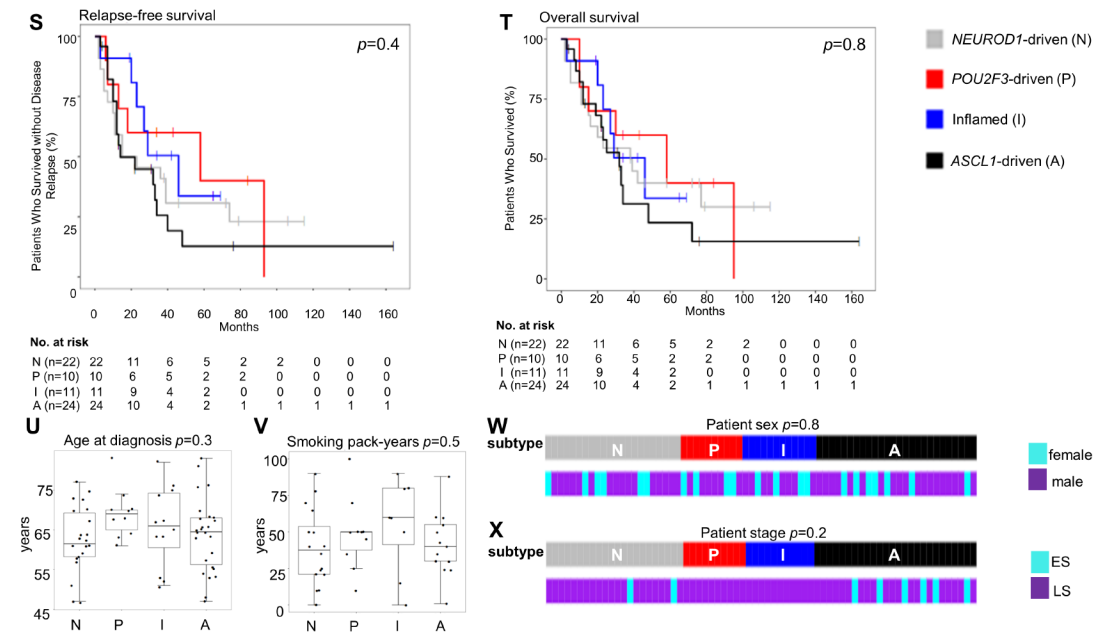 S
Relapse-free survival
p=0.4
Patients Who Survived without Disease
Relapse (%)
100
75
50
25
0
0 20 40 60 80 100 120 140 160
Months
No. at risk
N (n=22) 22 11 6 5 2 2 0 0 0
P (n=10) 10 6 5 2 2 0 0 0 0
I (n=11) 11 9 4 2 0 0 0 0 0
A (n=24) 24 10 4 2 1 1 1 1 1
T
Overall survival
p=0.8
Patients Who Survived (%)
100
75
50
25
0
0 20 40 60 80 100 120 140 160
Months
No. at risk
N (n=22) 22 11 6 5 2 2 0 0 0
P (n=10) 10 6 5 2 2 0 0 0 0
I (n=11) 11 9 4 2 0 0 0 0 0
A (n=24) 24 10 4 2 1 1 1 1 1
NEUROD1-driven (N)
POU2F3-driven (P)
Inflamed (I)
ASCL1-driven (A)
U
Age at diagnosis p=0.3
years
75
65
55
45
N P I A
V
Smoking pack-years p=0.5
years
100
75
50
25
0
N P I A
W
Patient sex p=0.8
subtype N P I A
female
male
X
Patient stage p=0.2
subtype N P I A
ES
LS